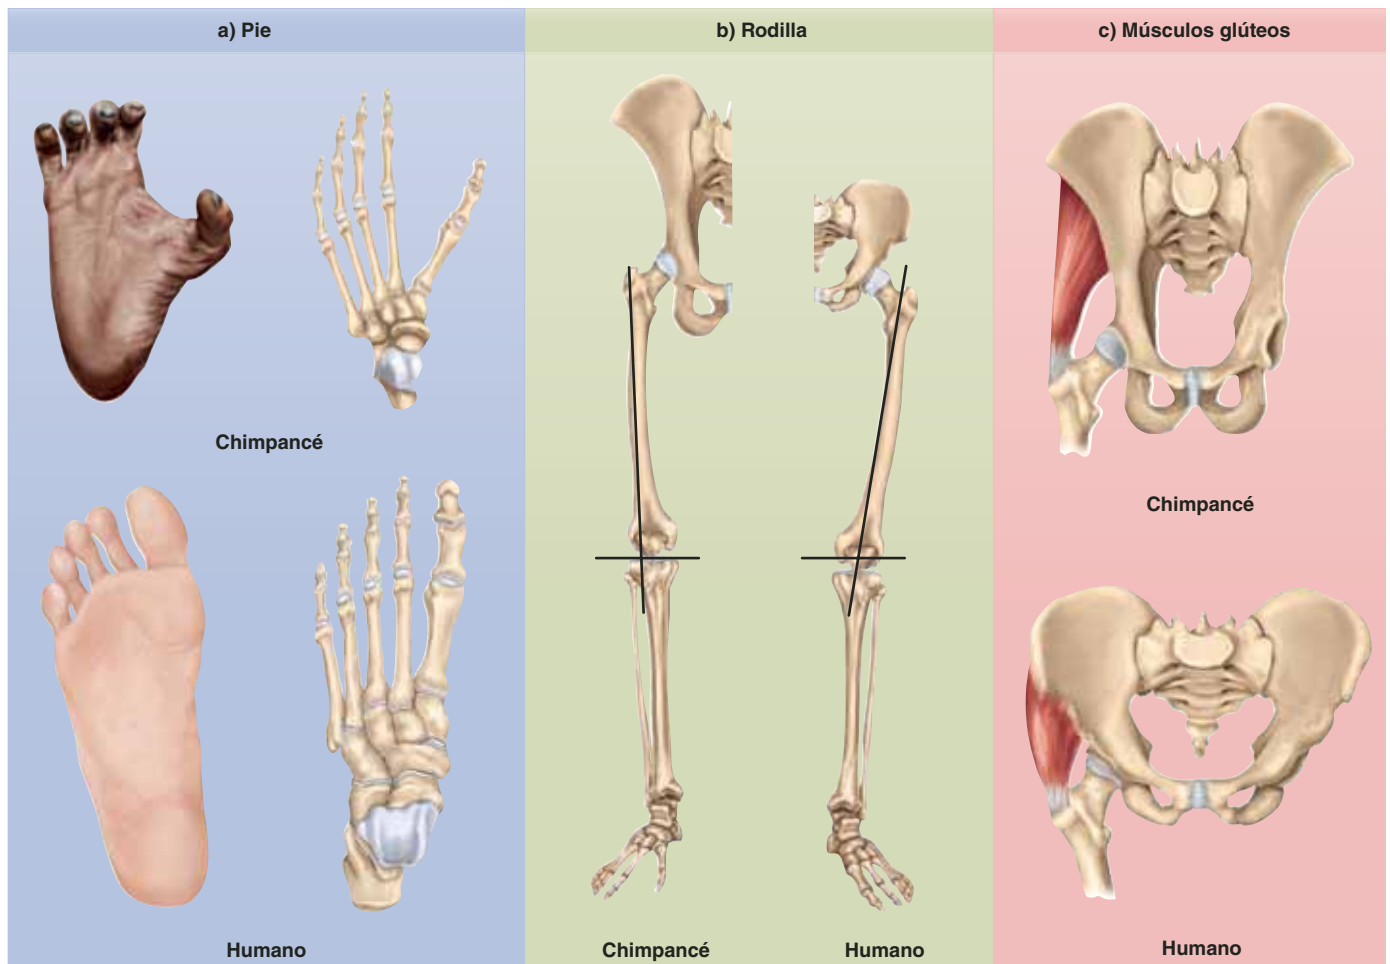 a) Pie
b) Rodilla
c) Músculos glúteos
Chimpancé
Humano
Chimpancé
Humano
Chimpancé
Humano